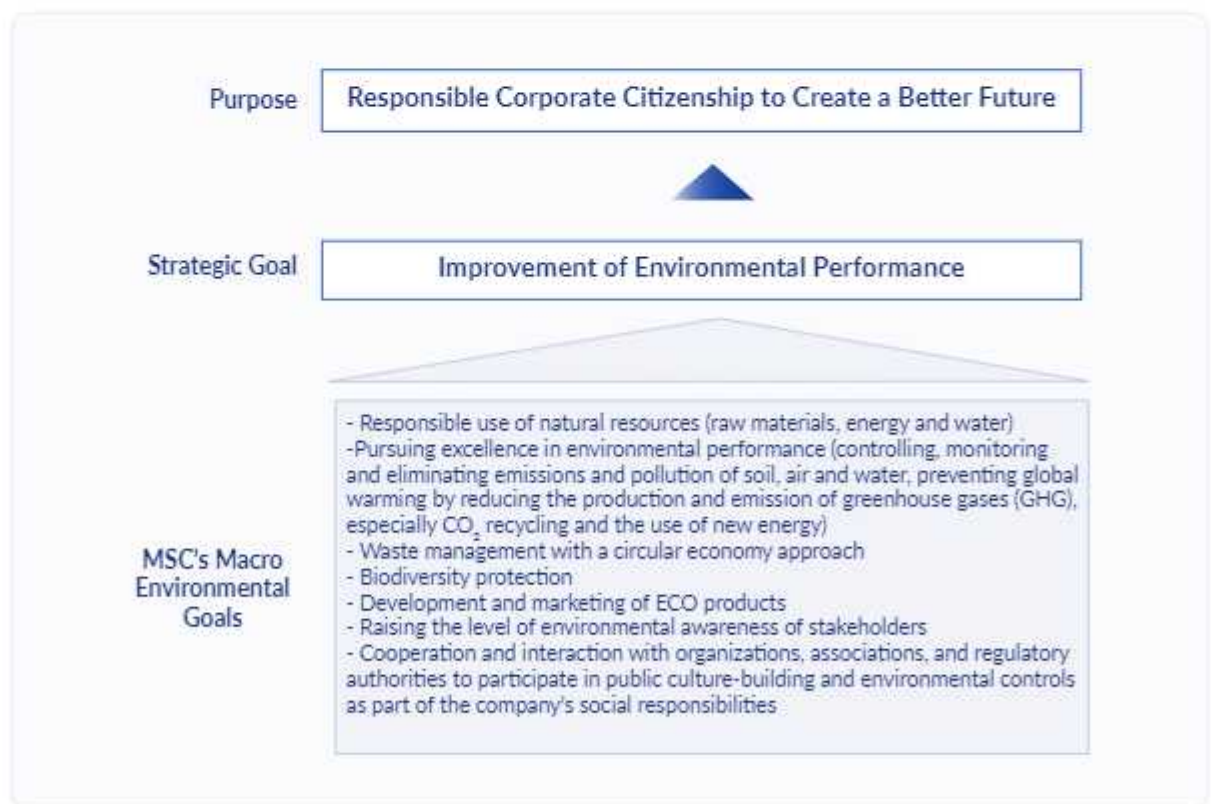 Purpose
Responsible Corporate Citizenship to Create a Better Future
Strategic Goal
Improvement of Environmental Performance
MSC's Macro
Environmental
Goals
- Responsible use of natural resources (raw materials, energy and water)
-Pursuing excellence in environmental performance (controlling, monitoring
and eliminating emissions and pollution of soil, air and water, preventing global
warming by reducing the production and emission of greenhouse gases (GHG),
especially CO₂ recycling and the use of new energy)
- Waste management with a circular economy approach
- Biodiversity protection
- Development and marketing of ECO products
- Raising the level of environmental awareness of stakeholders
- Cooperation and interaction with organizations, associations, and regulatory
authorities to participate in public culture-building and environmental controls
as part of the company's social responsibilities